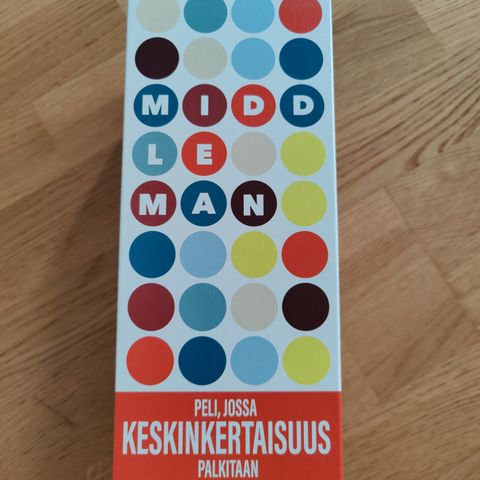 MIDD
LE
MAN
PELI, JOSSA
KESKINKERTAISUUS
PALKITAAN